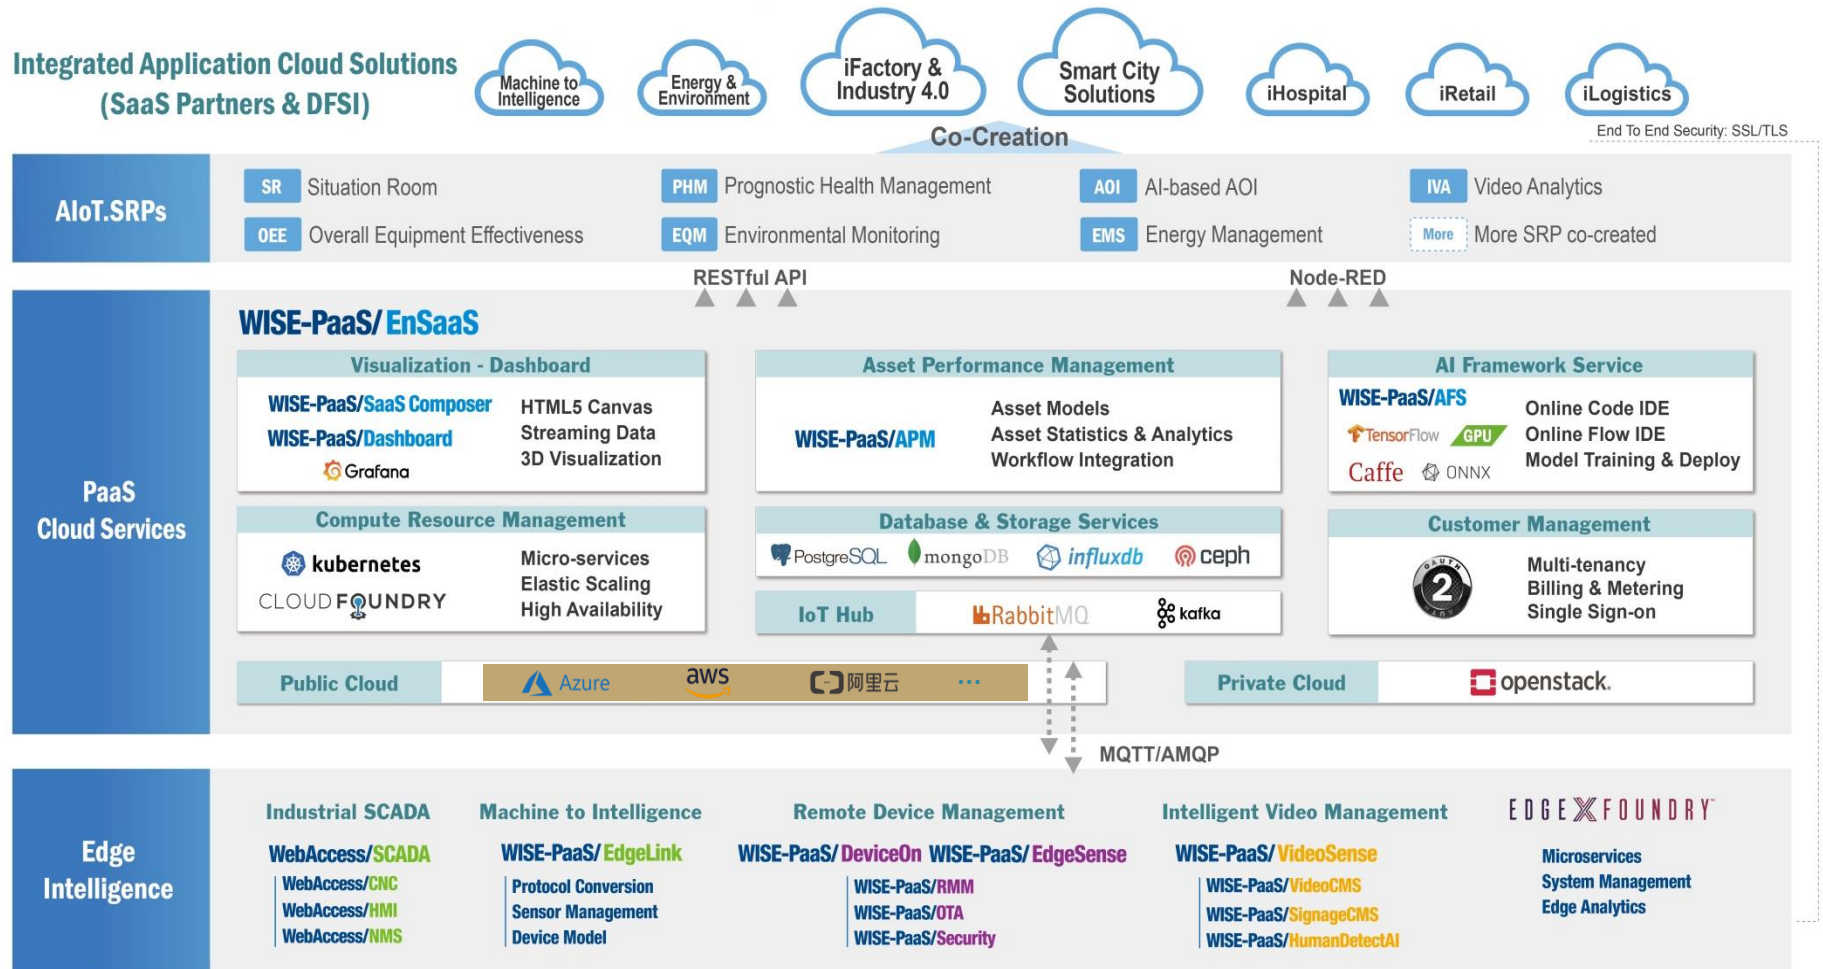 Integrated Application Cloud Solutions
(SaaS Partners & DFSI)
Machine to
Intelligence
Energy &
Environment
iFactory &
Industry 4.0
Smart City
Solutions
iHospital
iRetail
iLogistics
Co-Creation
End To End Security: SSL/TLS
AIoT.SRPs
SR Situation Room
PHM Prognostic Health Management
AOI AI-based AOI
IVA Video Analytics
OEE Overall Equipment Effectiveness
EQM Environmental Monitoring
EMS Energy Management
More More SRP co-created
RESTful API
Node-RED
PaaS
Cloud Services
WISE-PaaS/EnSaaS
Visualization - Dashboard
WISE-PaaS/SaaS Composer
WISE-PaaS/Dashboard
Grafana
HTML5 Canvas
Streaming Data
3D Visualization
Asset Performance Management
WISE-PaaS/APM
Asset Models
Asset Statistics & Analytics
Workflow Integration
AI Framework Service
WISE-PaaS/AFS
TensorFlow GPU
Caffe ONNX
Online Code IDE
Online Flow IDE
Model Training & Deploy
Compute Resource Management
kubernetes
CLOUD FOUNDRY
Micro-services
Elastic Scaling
High Availability
Database & Storage Services
PostgreSQL mongoDB influxdb ceph
IoT Hub RabbitMQ kafka
Customer Management
OAUTH
2
Multi-tenancy
Billing & Metering
Single Sign-on
Public Cloud Azure aws 阿里云 ...
Private Cloud openstack.
MQTT/AMQP
Edge
Intelligence
Industrial SCADA
WebAccess/SCADA
WebAccess/CNC
WebAccess/HMI
WebAccess/NMS
Machine to Intelligence
WISE-PaaS/EdgeLink
Protocol Conversion
Sensor Management
Device Model
Remote Device Management
WISE-PaaS/DeviceOn WISE-PaaS/EdgeSense
WISE-PaaS/RMM
WISE-PaaS/OTA
WISE-PaaS/Security
Intelligent Video Management
WISE-PaaS/VideoSense
WISE-PaaS/VideoCMS
WISE-PaaS/SignageCMS
WISE-PaaS/HumanDetectAI
EDGE X FOUNDRY
Microservices
System Management
Edge Analytics